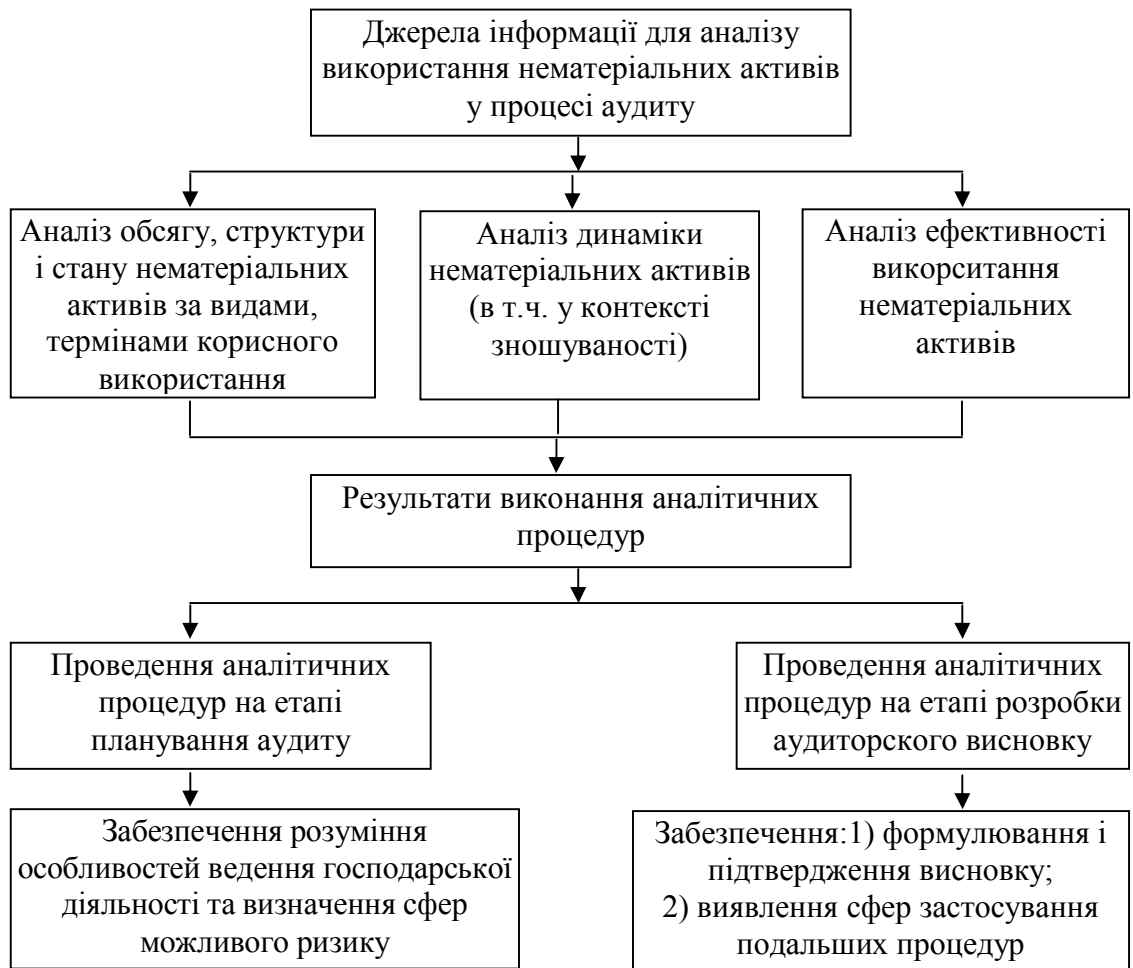 Джерела інформації для аналізу
використання нематеріальних активів
у процесі аудиту
Аналіз обсягу, структури
і стану нематеріальних
активів за видами,
термінами корисного
використання
Аналіз динаміки
нематеріальних активів
(в т.ч. у контексті
зношуваності)
Аналіз ефективності
викорситання
нематеріальних
активів
Результати виконання аналітичних
процедур
Проведення аналітичних
процедур на етапі
планування аудиту
Проведення аналітичних
процедур на етапі розробки
аудиторского висновку
Забезпечення розуміння
особливостей ведення господарської
діяльності та визначення сфер
можливого ризику
Забезпечення:1) формулювання і
підтвердження висновку;
2) виявлення сфер застосування
подальших процедур